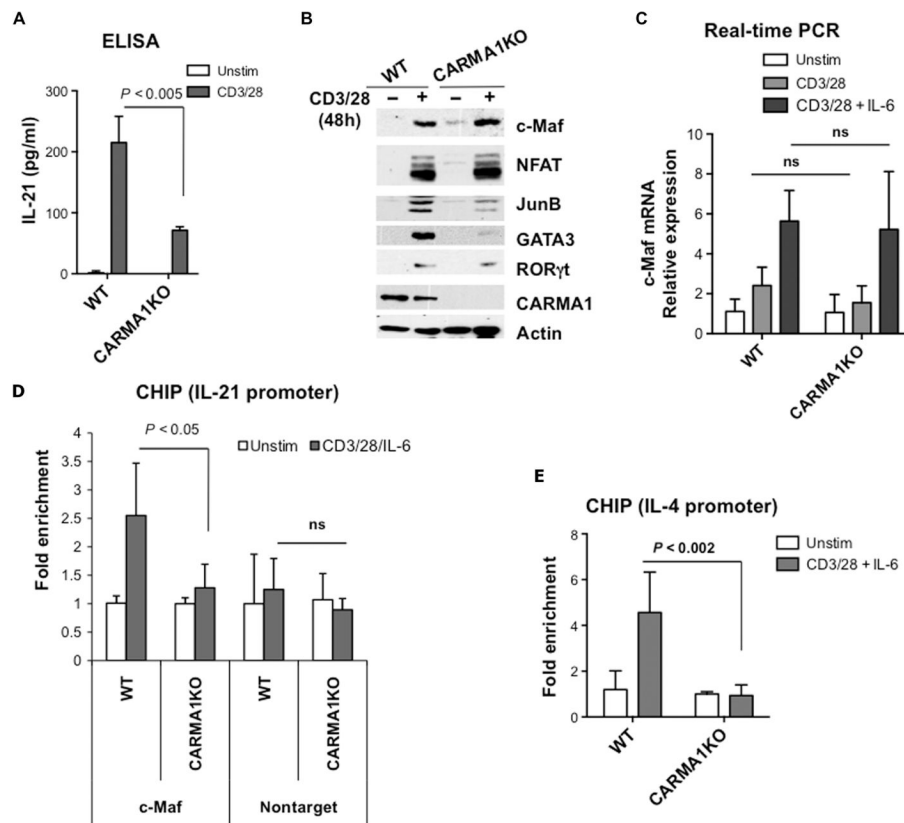 A
ELISA
Unstim
CD3/28
P < 0.005
300
200
100
0
IL-21 (pg/ml)
WT
CARMA1KO
B
WT
CARMA1KO
CD3/28
(48h)
– + – +
c-Maf
NFAT
JunB
GATA3
RORγt
CARMA1
Actin
C
Real-time PCR
Unstim
CD3/28
CD3/28 + IL-6
10
8
6
4
2
0
c-Maf mRNA
Relative expression
ns
ns
WT
CARMA1KO
D
CHIP (IL-21 promoter)
P < 0.05
Unstim
CD3/28/IL-6
4
3.5
3
2.5
2
1.5
1
0.5
0
Fold enrichment
ns
WT
CARMA1KO
WT
CARMA1KO
c-Maf
Nontarget
E
CHIP (IL-4 promoter)
Unstim
CD3/28 + IL-6
P < 0.002
8
6
4
2
0
Fold enrichment
WT
CARMA1KO